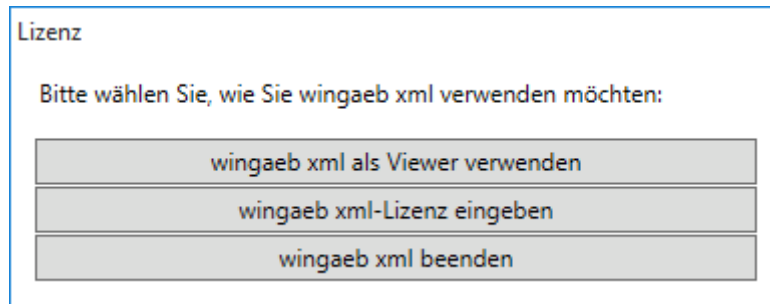 Lizenz
Bitte wählen Sie, wie Sie wingaeb xml verwenden möchten:
wingaeb xml als Viewer verwenden
wingaeb xml-Lizenz eingeben
wingaeb xml beenden